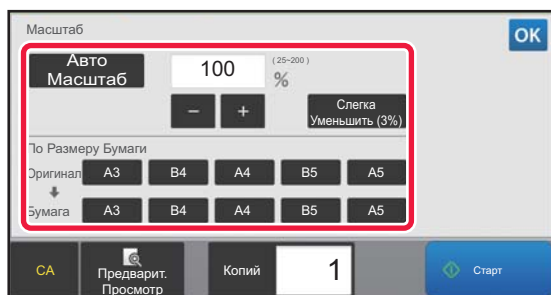 Масштаб
OK
Авто
Масштаб
100
(25~200)
%
−
+
Слегка
Уменьшить (3%)
По Размеру Бумаги
Оригинал
A3 B4 A4 B5 A5
Бумага
A3 B4 A4 B5 A5
CA
Предварит.
Просмотр
Копий
1
Старт